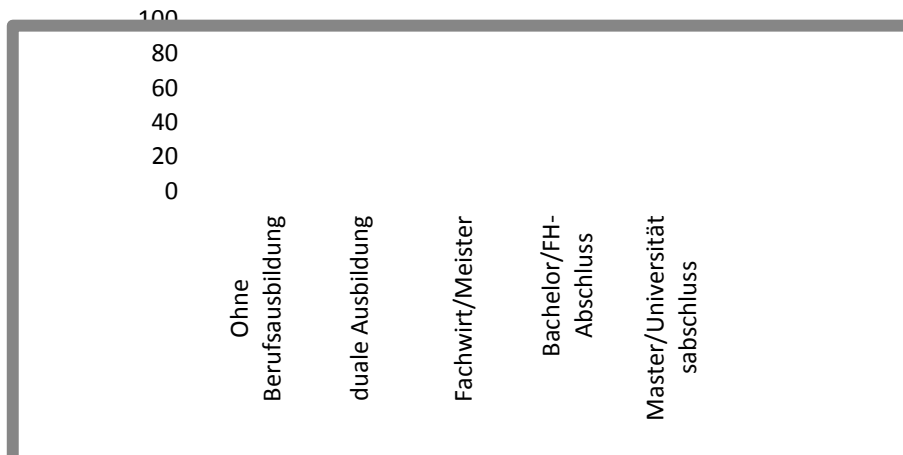 100
80
60
40
20
0
Ohne
Berufsausbildung
duale Ausbildung
Fachwirt/Meister
Bachelor/FH-
Abschluss
Master/Universität
sabschluss